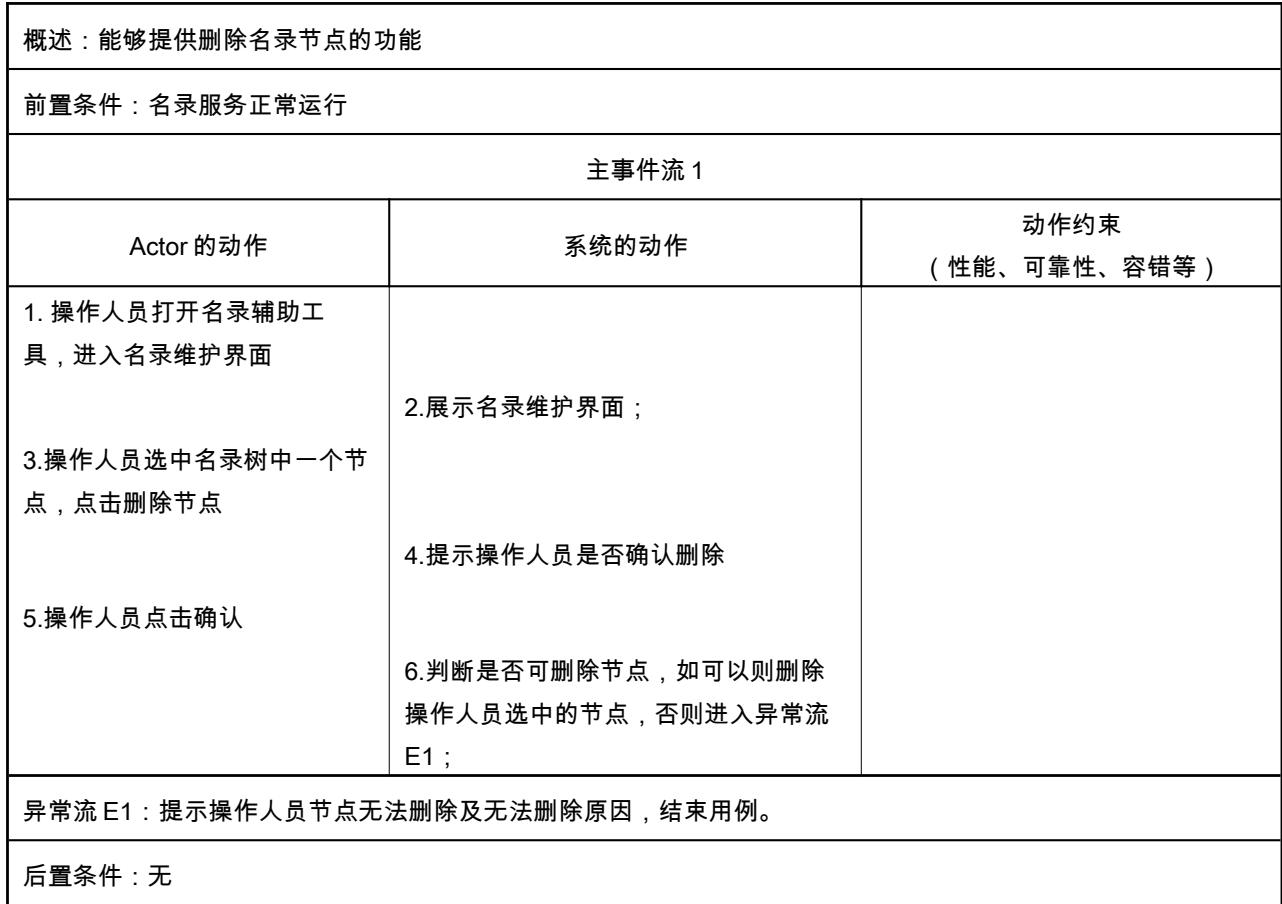 概述：能够提供删除名录节点的功能
前置条件：名录服务正常运行
主事件流 1
Actor 的动作
系统的动作
动作约束
（性能、可靠性、容错等）
1. 操作人员打开名录辅助工
具，进入名录维护界面
2.展示名录维护界面；
3.操作人员选中名录树中一个节
点，点击删除节点
4.提示操作人员是否确认删除
5.操作人员点击确认
6.判断是否可删除节点，如可以则删除
操作人员选中的节点，否则进入异常流
E1；
异常流 E1：提示操作人员节点无法删除及无法删除原因，结束用例。
后置条件：无